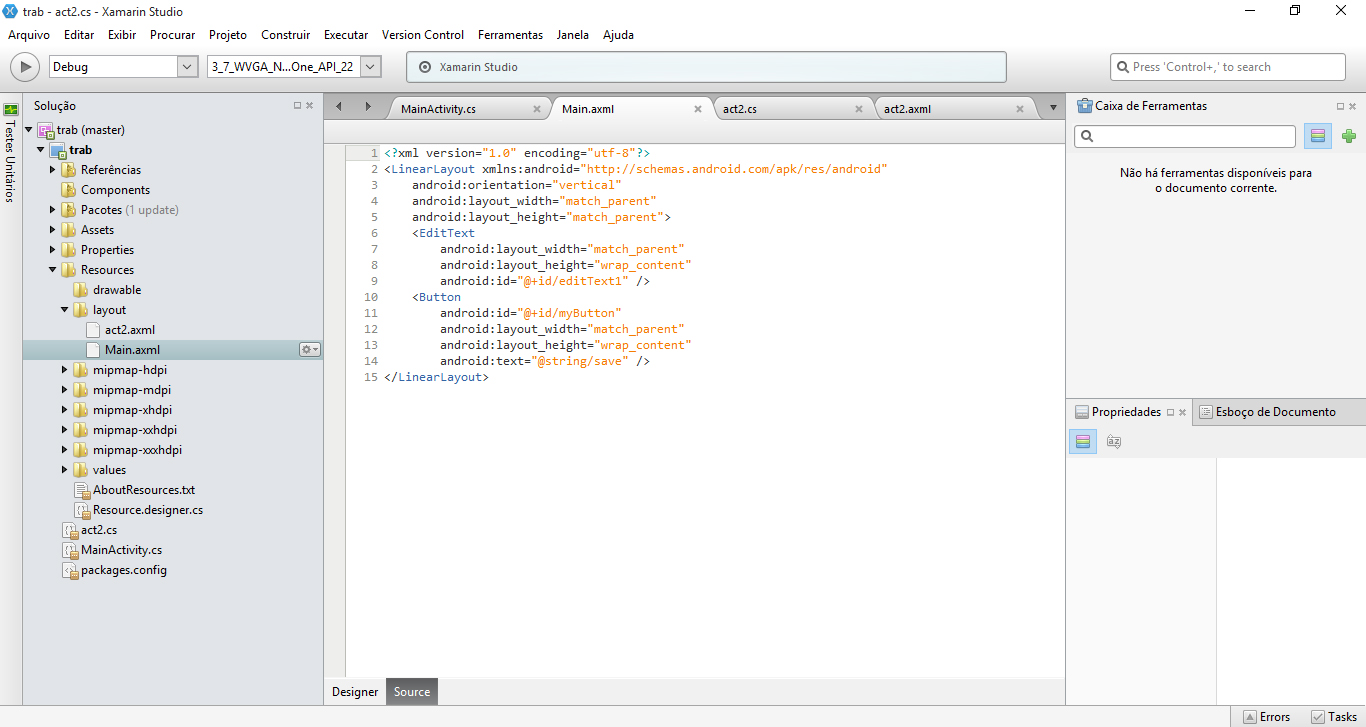 trab - act2.cs - Xamarin Studio
Arquivo Editar Exibir Procurar Projeto Construir Executar Version Control Ferramentas Janela Ajuda
Debug 3_7_WVGA_N...One_API_22 Xamarin Studio Press 'Control+,' to search
Testes Unitários
Solução
trab (master)
trab
Referências
Components
Pacotes (1 update)
Assets
Properties
Resources
drawable
layout
act2.axml
Main.axml
mipmap-hdpi
mipmap-mdpi
mipmap-xhdpi
mipmap-xxhdpi
mipmap-xxxhdpi
values
AboutResources.txt
Resource.designer.cs
act2.cs
MainActivity.cs
packages.config
MainActivity.cs Main.axml act2.cs act2.axml
1 <?xml version="1.0" encoding="utf-8"?>
2 <LinearLayout xmlns:android="http://schemas.android.com/apk/res/android"
3     android:orientation="vertical"
4     android:layout_width="match_parent"
5     android:layout_height="match_parent">
6     <EditText
7         android:layout_width="match_parent"
8         android:layout_height="wrap_content"
9         android:id="@+id/editText1" />
10     <Button
11         android:id="@+id/myButton"
12         android:layout_width="match_parent"
13         android:layout_height="wrap_content"
14         android:text="@string/save" />
15 </LinearLayout>
Designer Source
Caixa de Ferramentas
Não há ferramentas disponíveis para
o documento corrente.
Propriedades Esboço de Documento
az
Errors Tasks